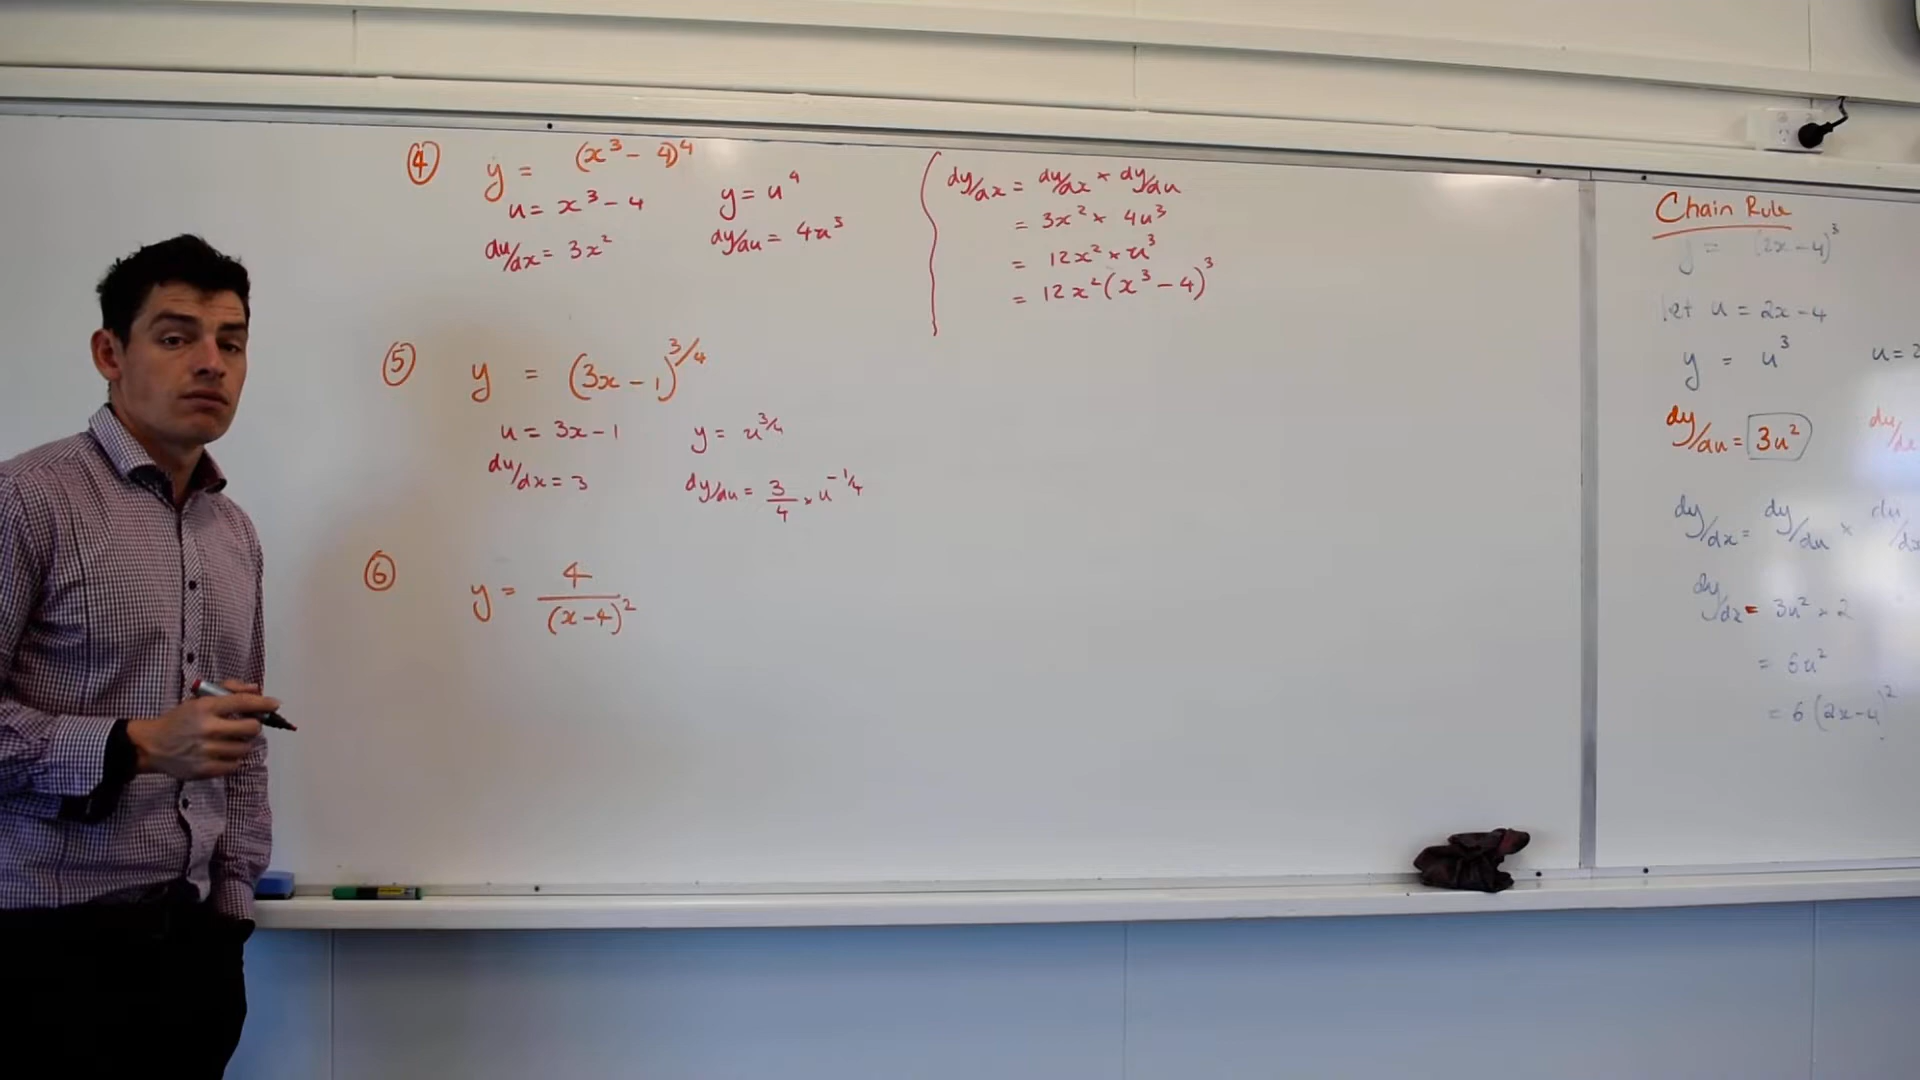 ④ y = (x³ - 4)⁴
u = x³ - 4 y = u⁴
du/dx = 3x² dy/du = 4u³
dy/dx = du/dx × dy/du
= 3x² × 4u³
= 12x² × u³
= 12x²(x³ - 4)³
⑤ y = (3x - 1)^3/4
u = 3x - 1 y = u^3/4
du/dx = 3 dy/du = 3/4 × u^-1/4
⑥ y = 4/(x-4)²
Chain Rule
y = (2x-4)³
let u = 2x-4
y = u³ u = 2
dy/du = 3u² du/dx
dy/dx = dy/du × du/dx
dy/dx = 3u² × 2
= 6u²
= 6(2x-4)²